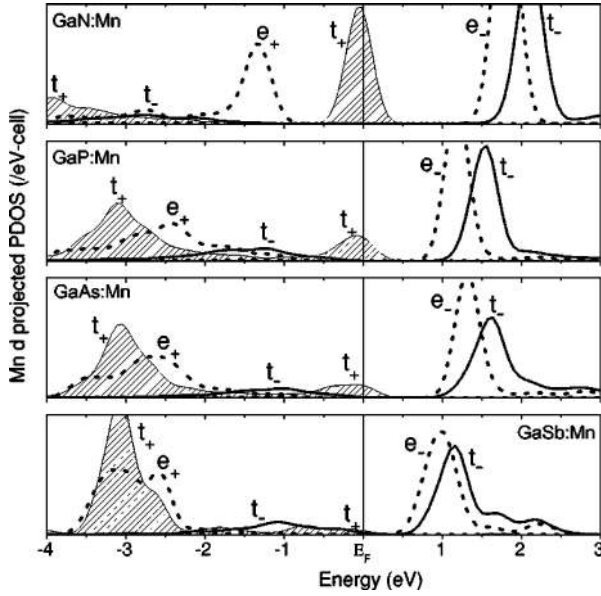 Mn d projected PDOS (/eV-cell)
GaN:Mn
t+
t-
e+
t+
e-
t-
GaP:Mn
t+
e+
t-
t+
e-
t-
GaAs:Mn
t+
e+
t-
t+
e-
t-
GaSb:Mn
t+
e+
t-
t+
e-
t-
-4 -3 -2 -1 EF 1 2 3
Energy (eV)